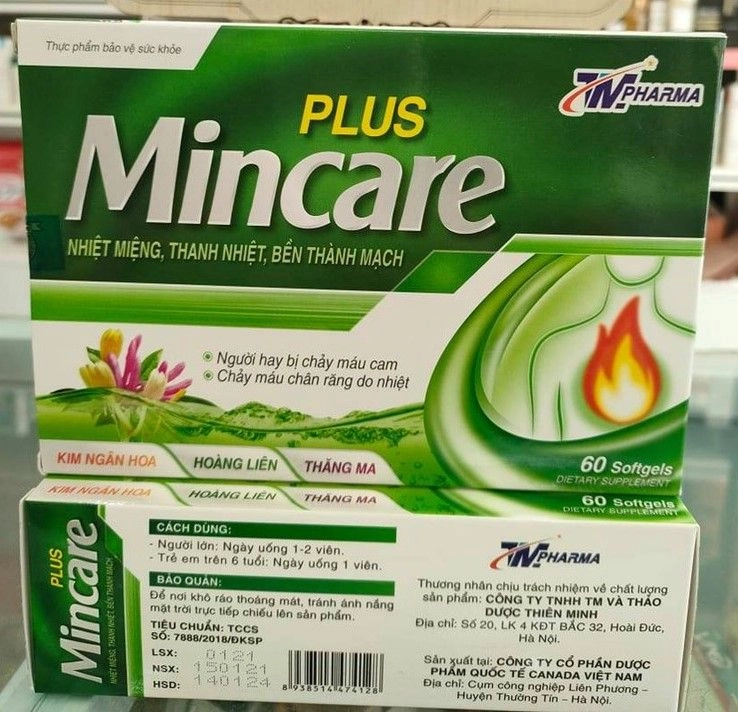 Thực phẩm bảo vệ sức khỏe
TM PHARMA
PLUS
Mincare
NHIỆT MIỆNG, THANH NHIỆT, BỀN THÀNH MẠCH
Người hay bị chảy máu cam
Chảy máu chân răng do nhiệt
KIM NGÂN HOA HOÀNG LIÊN THĂNG MA
60 Softgels
DIETARY SUPPLEMENT
KIM NGÂN HOA HOÀNG LIÊN THĂNG MA
60 Softgels
DIETARY SUPPLEMENT
PLUS
Mincare
NHIỆT MIỆNG, THANH NHIỆT, BỀN THÀNH MẠCH
CÁCH DÙNG:
- Người lớn: Ngày uống 1-2 viên.
- Trẻ em trên 6 tuổi: Ngày uống 1 viên.
BẢO QUẢN:
Để nơi khô ráo thoáng mát, tránh ánh nắng
mặt trời trực tiếp chiếu lên sản phẩm.
TIÊU CHUẨN: TCCS
SỐ: 7888/2018/ĐKSP
LSX: 0121
NSX: 150121
HSD: 140124
8 938514 474128
TM PHARMA
Thương nhân chịu trách nhiệm về chất lượng
sản phẩm: CÔNG TY TNHH TM VÀ THẢO
DƯỢC THIÊN MINH
Địa chỉ: Số 20, LK 4 KĐT BẮC 32, Hoài Đức,
Hà Nội.
Sản xuất tại: CÔNG TY CỔ PHẦN DƯỢC
PHẨM QUỐC TẾ CANADA VIỆT NAM
Địa chỉ: Cụm công nghiệp Liên Phương –
Huyện Thường Tín – Hà Nội.